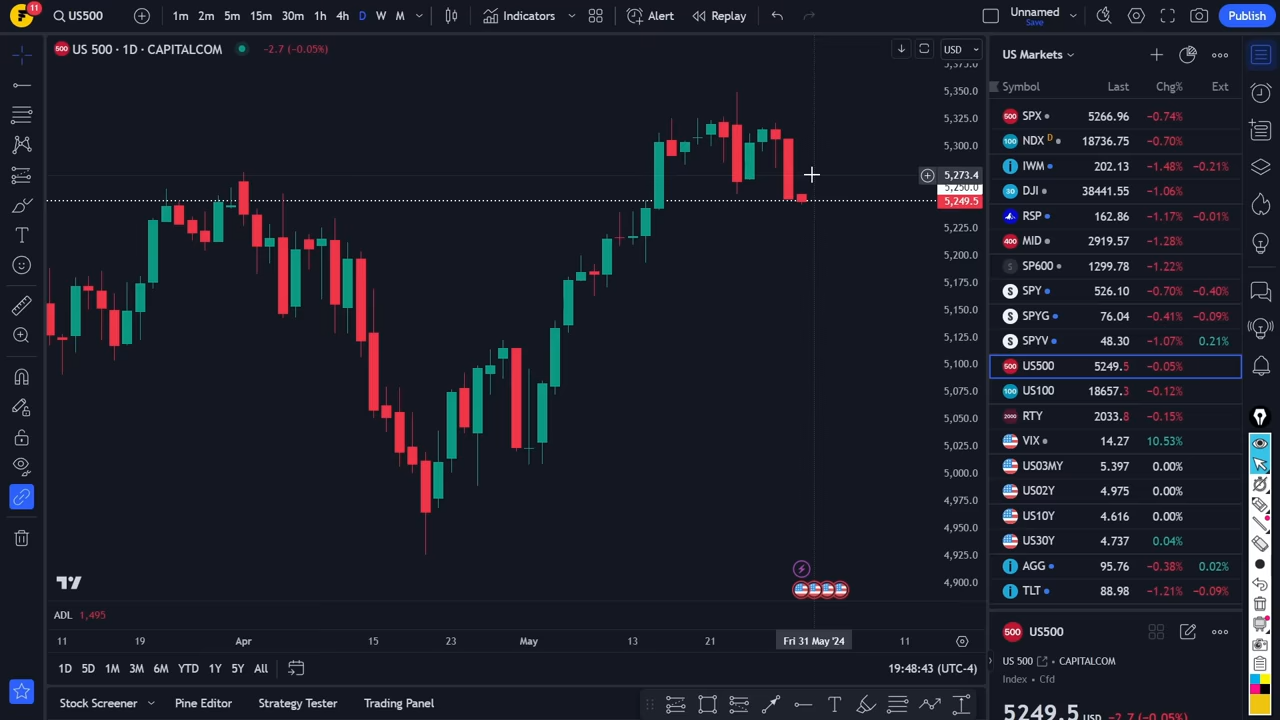 11
US500
1m 2m 5m 15m 30m 1h 4h D W M
Indicators
Alert
Replay
Unnamed
Save
Publish
500 US 500 · 1D · CAPITALCOM -2.7 (-0.05%)
USD
5,375.0
5,350.0
5,325.0
5,300.0
5,273.4
5,250.0
5,249.5
5,225.0
5,200.0
5,175.0
5,150.0
5,125.0
5,100.0
5,075.0
5,050.0
5,025.0
5,000.0
4,975.0
4,950.0
4,925.0
4,900.0
ADL 1,495
11 19 Apr 15 23 May 13 21 Fri 31 May '24 11
1D 5D 1M 3M 6M YTD 1Y 5Y All
19:48:43 (UTC-4)
Stock Screener Pine Editor Strategy Tester Trading Panel
US Markets
Symbol Last Chg% Ext
500 SPX 5266.96 −0.74%
100 NDX D 18736.75 −0.70%
IWM 202.13 −1.48% −0.21%
30 DJI 38441.55 −1.06%
RSP 162.86 −1.17% −0.01%
400 MID 2919.57 −1.28%
S SP600 1299.78 −1.22%
S SPY 526.10 −0.70% −0.40%
S SPYG 76.04 −0.41% −0.09%
S SPYV 48.30 −1.07% 0.21%
500 US500 5249.5 −0.05%
100 US100 18657.3 −0.12%
2000 RTY 2033.8 −0.15%
VIX 14.27 10.53%
US03MY 5.397 0.00%
US02Y 4.975 0.00%
US10Y 4.616 0.00%
US30Y 4.737 0.04%
AGG 95.76 −0.38% 0.02%
TLT 88.98 −1.21% −0.09%
500 US500
US 500 · CAPITALCOM
Index · Cfd
5249.5 USD -2.7 (-0.05%)